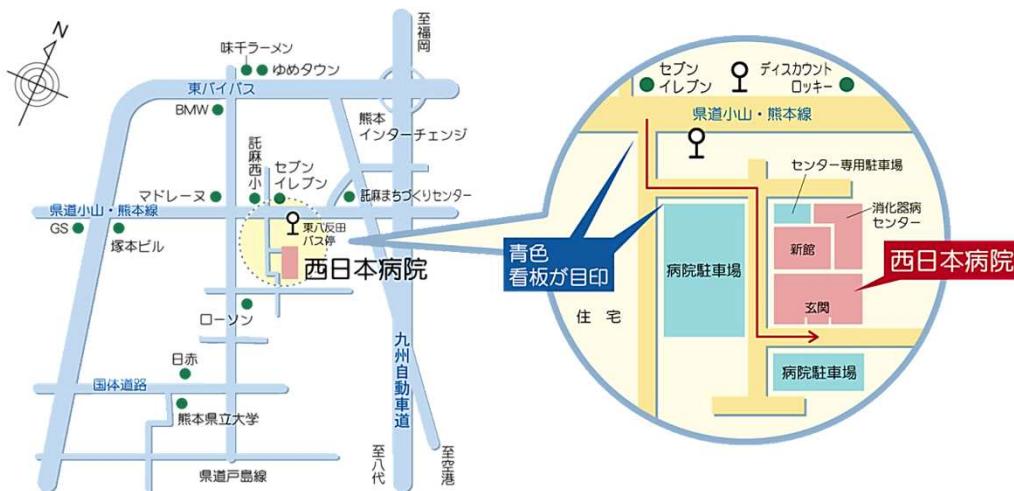 N
味千ラーメン
ゆめタウン
東バイパス
BMW
至福岡
熊本
インターチェンジ
託麻西小
セブン
イレブン
マドレーヌ
託麻まちづくりセンター
県道小山・熊本線
GS
塚本ビル
東八反田
バス停
西日本病院
ローソン
日赤
国体道路
熊本県立大学
九州自動車道
県道戸島線
至八代
至空港
セブン
イレブン
ディスカウント
ロッキー
県道小山・熊本線
センター専用駐車場
消化器病
センター
新館
青色
看板が目印
病院駐車場
西日本病院
住宅
玄関
病院駐車場